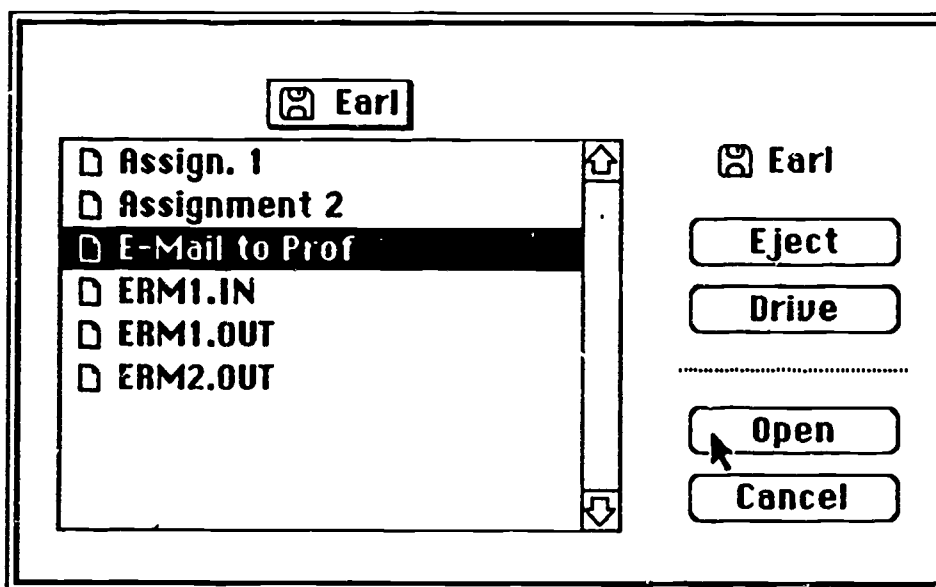 Earl
Assign. 1
Assignment 2
E-Mail to Prof
ERM1.IN
ERM1.OUT
ERM2.OUT
Earl
Eject
Drive
Open
Cancel